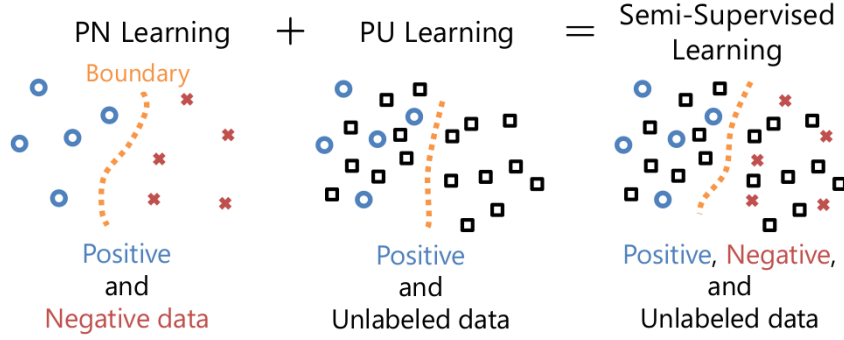 PN Learning + PU Learning = Semi-Supervised Learning
Boundary
Positive
and
Negative data
Positive
and
Unlabeled data
Positive, Negative,
and
Unlabeled data